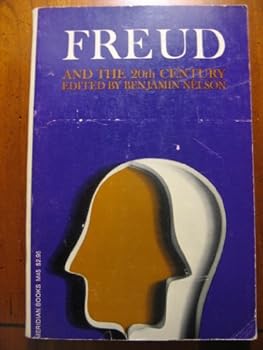 FREUD
AND THE 20th CENTURY
EDITED BY BENJAMIN NELSON
MERIDIAN BOOKS M45 $2.95